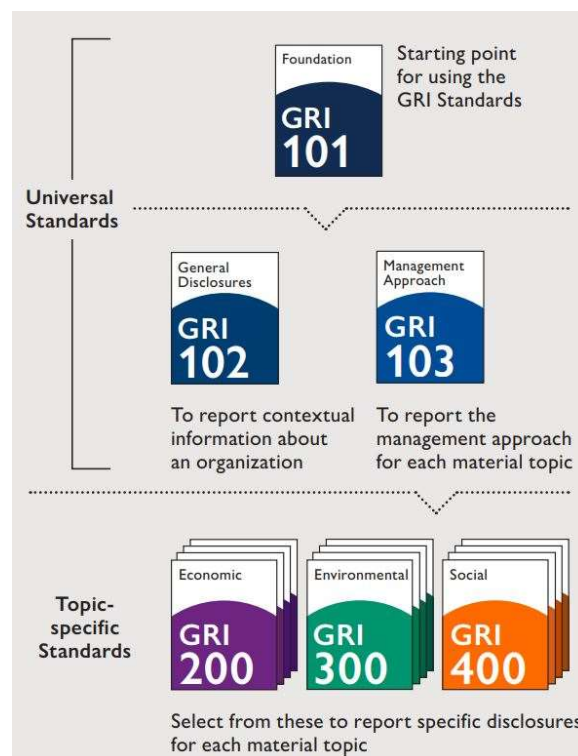 Foundation
GRI
101
Starting point
for using the
GRI Standards
Universal
Standards
General
Disclosures
GRI
102
Management
Approach
GRI
103
To report contextual
information about
an organization
To report the
management approach
for each material topic
Topic-
specific
Standards
Economic
GRI
200
Environmental
GRI
300
Social
GRI
400
Select from these to report specific disclosures
for each material topic